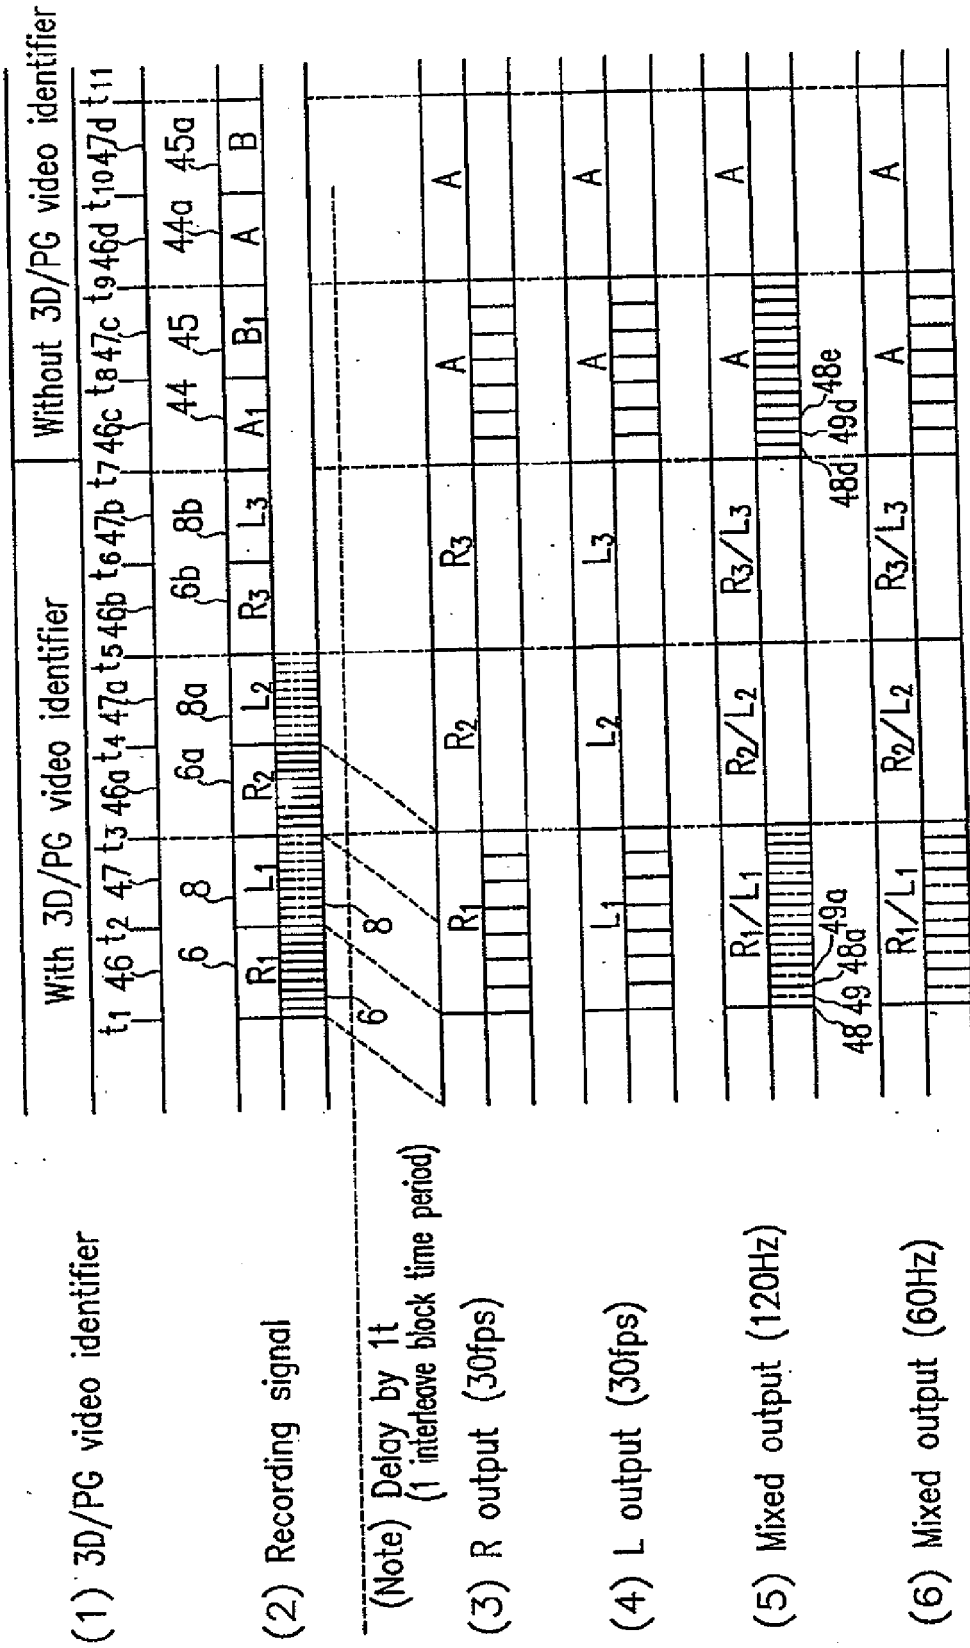 (1) 3D/PG video identifier
With 3D/PG video identifier
Without 3D/PG video identifier
t1 46 t2 47 t3 46a t4 47a t5 46b t6 47b t7 46c t8 47c t9 46d t10 47d t11
(2) Recording signal
6 8 6a 8a 6b 8b 44 45 44a 45a
R1 L1 R2 L2 R3 L3 A1 B1 A B
6 8
(Note) Delay by 1t
(1 interleave block time period)
(3) R output (30fps)
R1 R2 R3 A A
(4) L output (30fps)
L1 L2 L3 A A
(5) Mixed output (120Hz)
R1/L1 R2/L2 R3/L3 A A
48 49 48a 49a 48d 49d 48e
(6) Mixed output (60Hz)
R1/L1 R2/L2 R3/L3 A A